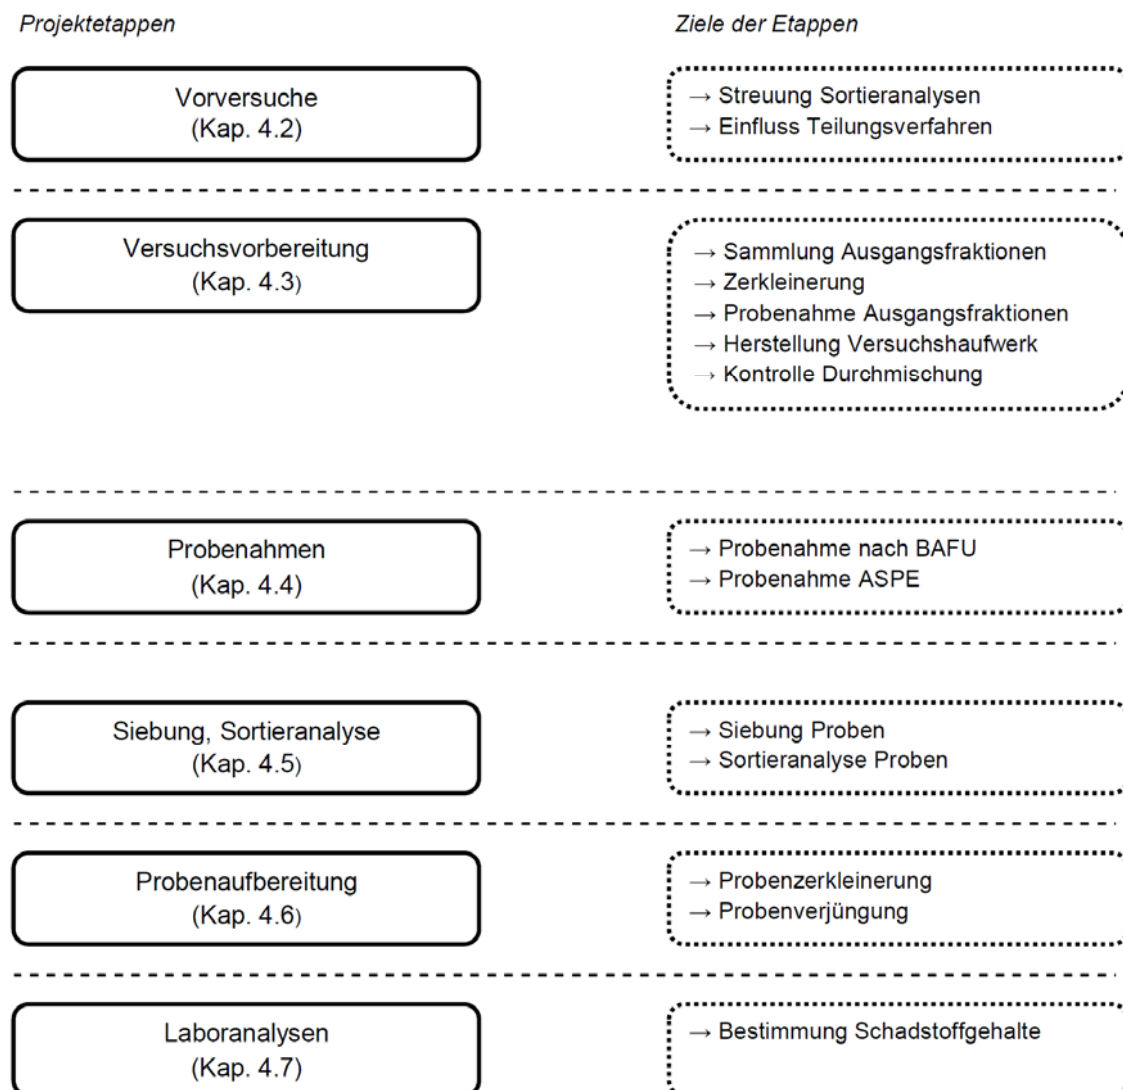 Projektetappen
Ziele der Etappen
Vorversuche
(Kap. 4.2)
→ Streuung Sortieranalysen
→ Einfluss Teilungsverfahren
Versuchsvorbereitung
(Kap. 4.3)
→ Sammlung Ausgangsfraktionen
→ Zerkleinerung
→ Probenahme Ausgangsfraktionen
→ Herstellung Versuchshaufwerk
→ Kontrolle Durchmischung
Probenahmen
(Kap. 4.4)
→ Probenahme nach BAFU
→ Probenahme ASPE
Siebung, Sortieranalyse
(Kap. 4.5)
→ Siebung Proben
→ Sortieranalyse Proben
Probenaufbereitung
(Kap. 4.6)
→ Probenzerkleinerung
→ Probenverjüngung
Laboranalysen
(Kap. 4.7)
→ Bestimmung Schadstoffgehalte